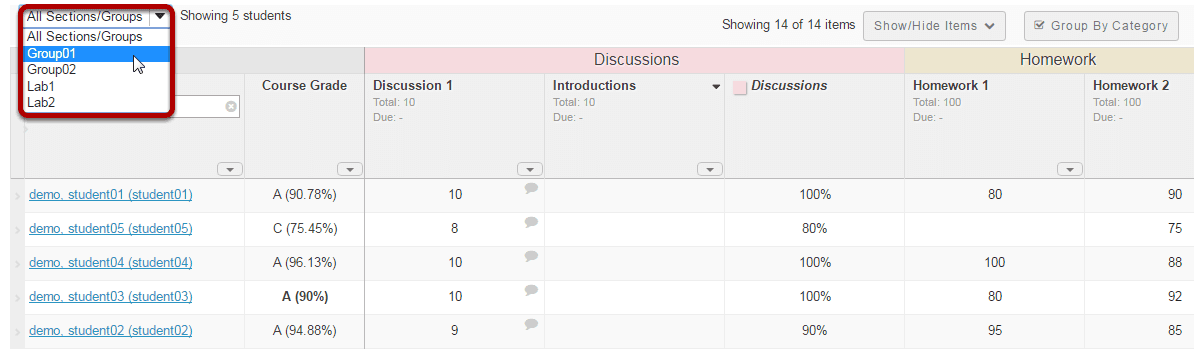 All Sections/Groups Showing 5 students
Showing 14 of 14 items Show/Hide Items Group By Category
All Sections/Groups
Group01
Group02
Lab1
Lab2
Discussions Homework
Course Grade Discussion 1 Introductions Discussions Homework 1 Homework 2
Total: 10 Total: 10 Total: 100 Total: 100
Due: - Due: - Due: - Due: -
demo, student01 (student01) A (90.78%) 10 100% 80 90
demo, student05 (student05) C (75.45%) 8 80% 75
demo, student04 (student04) A (96.13%) 10 100% 100 88
demo, student03 (student03) A (90%) 10 100% 80 92
demo, student02 (student02) A (94.88%) 9 90% 95 85